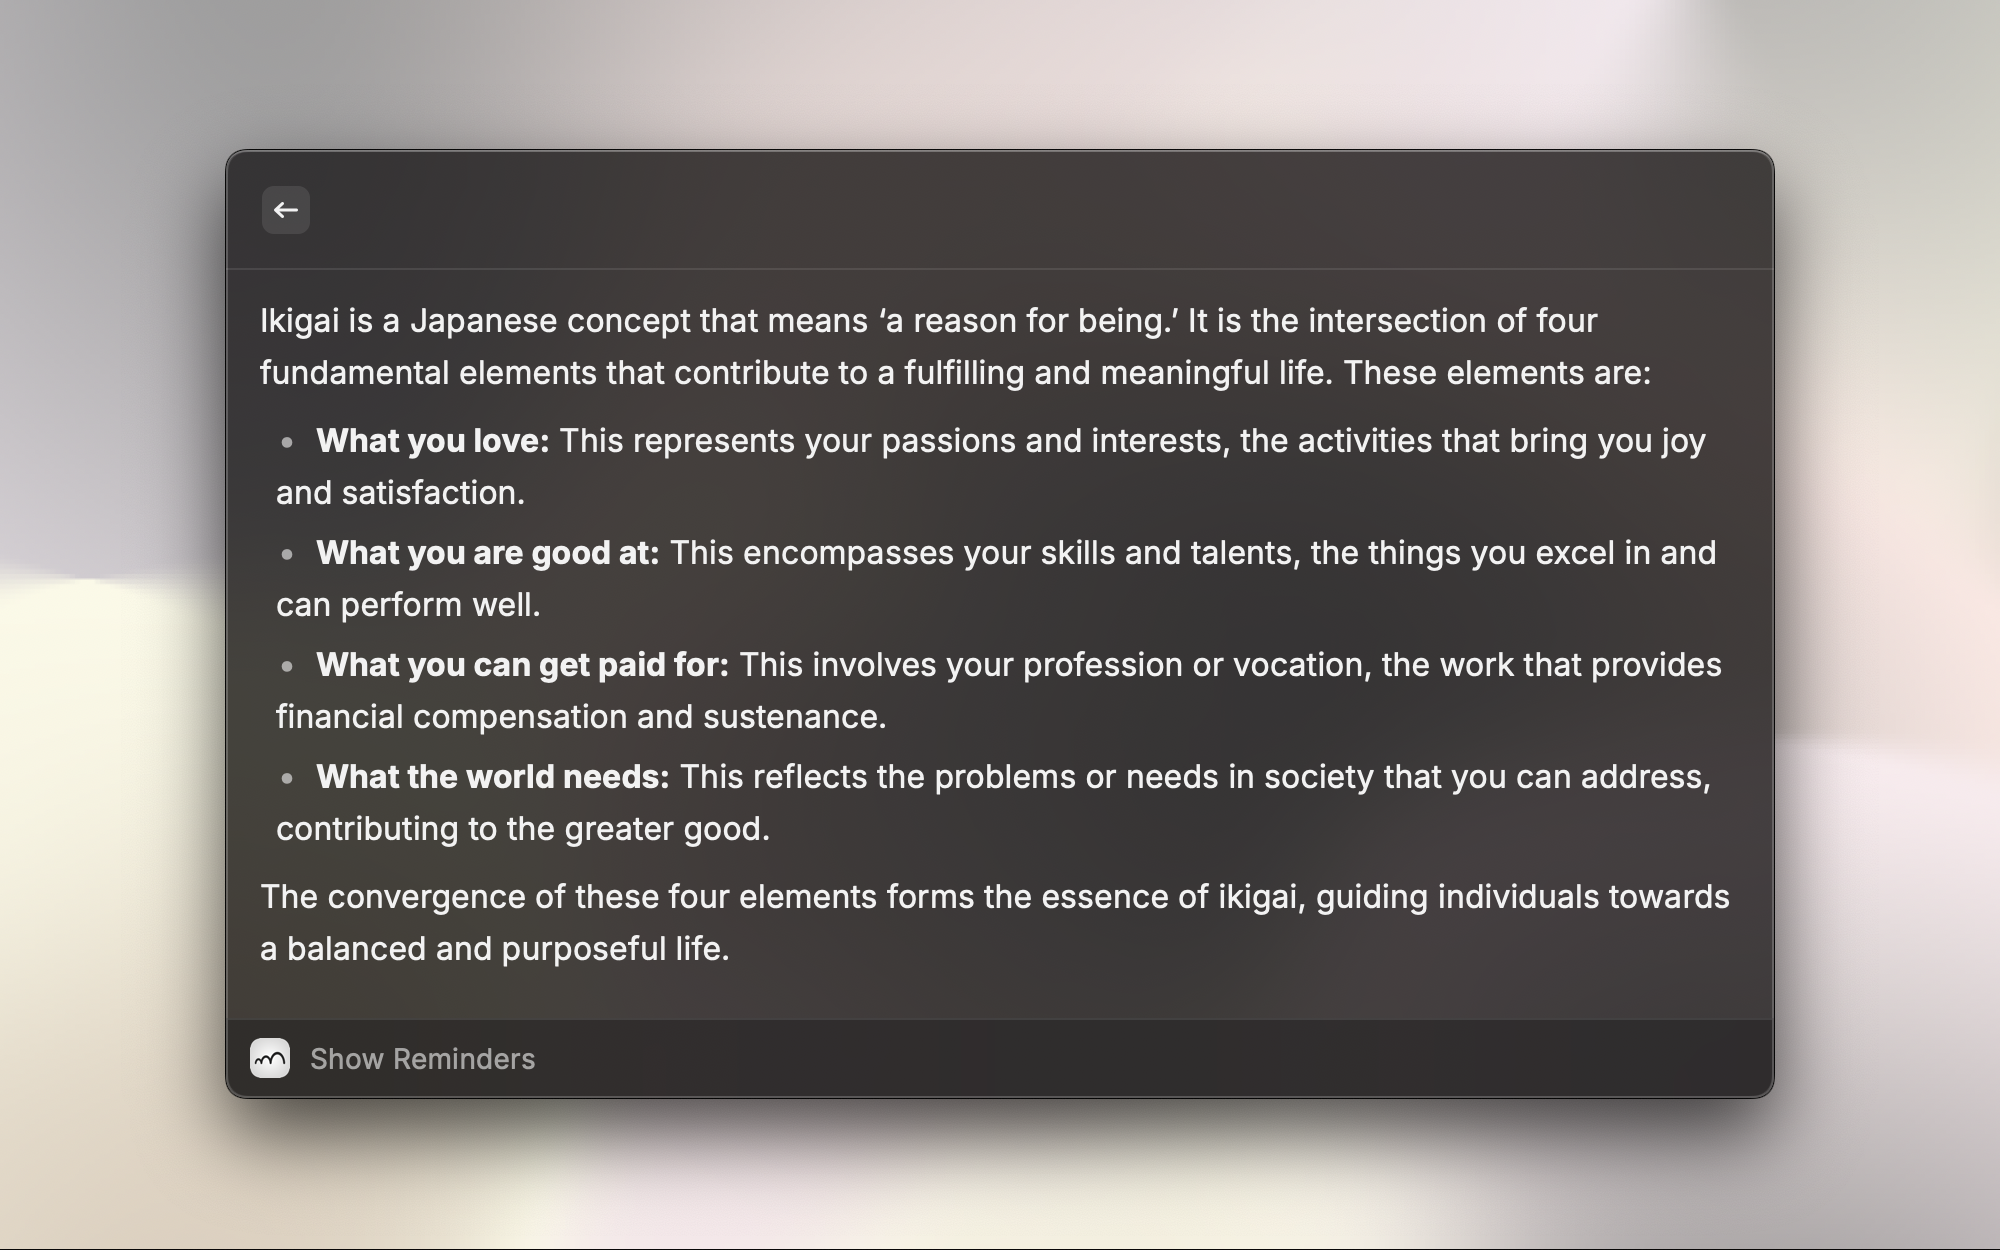 Ikigai is a Japanese concept that means ‘a reason for being.’ It is the intersection of four
fundamental elements that contribute to a fulfilling and meaningful life. These elements are:
• What you love: This represents your passions and interests, the activities that bring you joy
and satisfaction.
• What you are good at: This encompasses your skills and talents, the things you excel in and
can perform well.
• What you can get paid for: This involves your profession or vocation, the work that provides
financial compensation and sustenance.
• What the world needs: This reflects the problems or needs in society that you can address,
contributing to the greater good.
The convergence of these four elements forms the essence of ikigai, guiding individuals towards
a balanced and purposeful life.
Show Reminders